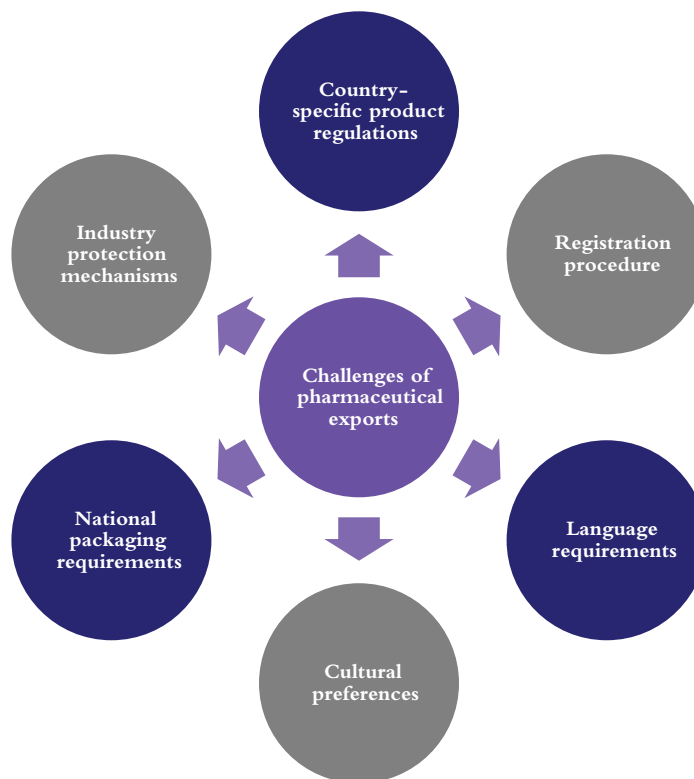 Country-
specific product
regulations
Industry
protection
mechanisms
Registration
procedure
Challenges of
pharmaceutical
exports
National
packaging
requirements
Language
requirements
Cultural
preferences